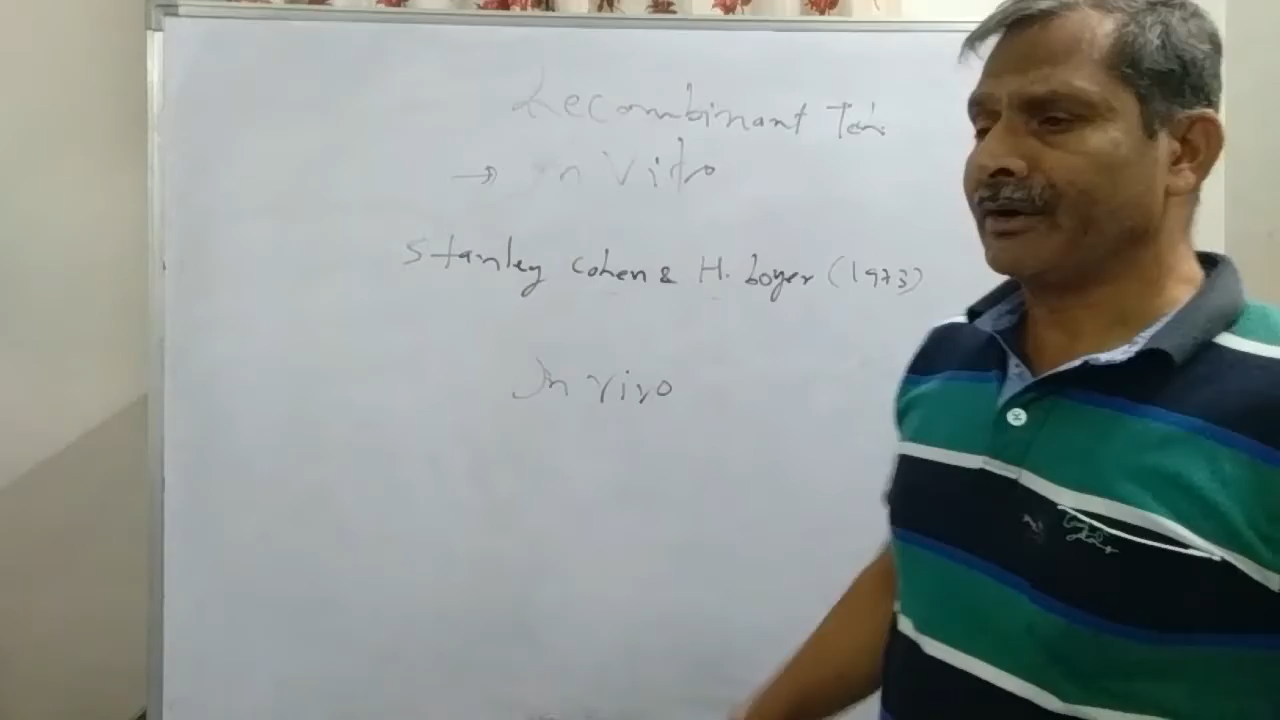 Recombinant Tech
→ In Vitro
Stanley Cohen & H. boyer (1973)
In vivo